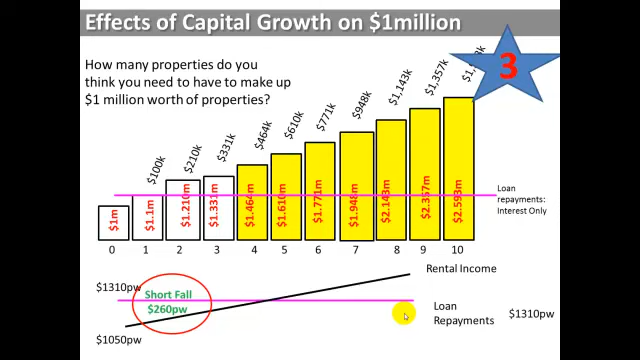 Effects of Capital Growth on $1million
How many properties do you
think you need to have to make up
$1 million worth of properties?
3
$100k
$210k
$331k
$464k
$610k
$771k
$948k
$1,143k
$1,357k
$1m
$1.1m
$1.210m
$1.331m
$1.466m
$1.610m
$1.771m
$1.948m
$2.143m
$2.357m
$2.593m
Loan
repayments:
Interest Only
0 1 2 3 4 5 6 7 8 9 10
Rental Income
$1310pw
Short Fall
$260pw
$1050pw
Loan
Repayments
$1310pw